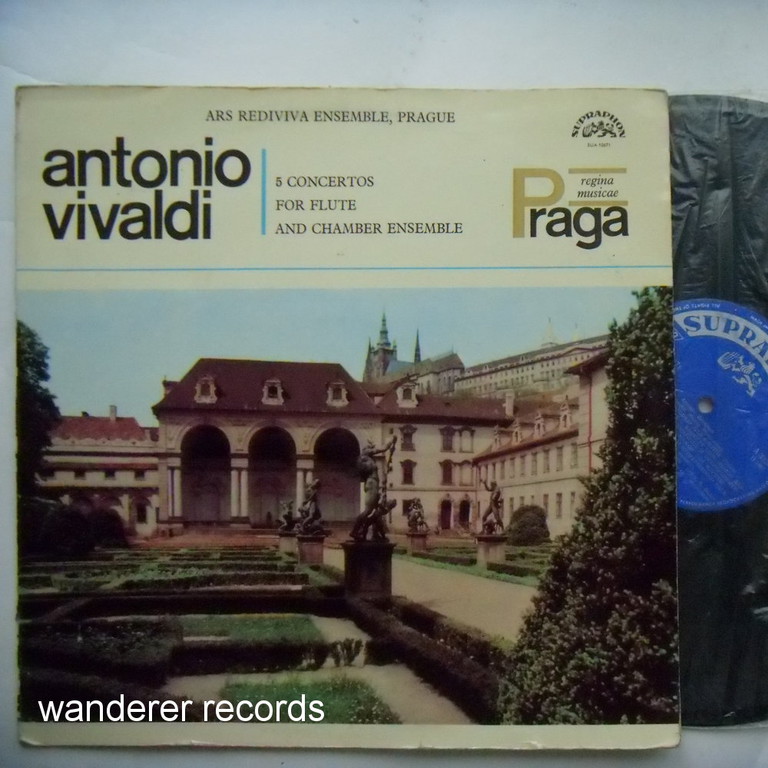 ARS REDIVIVA ENSEMBLE, PRAGUE
SUPRAPHON
antonio
vivaldi
5 CONCERTOS
FOR FLUTE
AND CHAMBER ENSEMBLE
regina
musicae
Praga
SUPRAPH
wanderer records